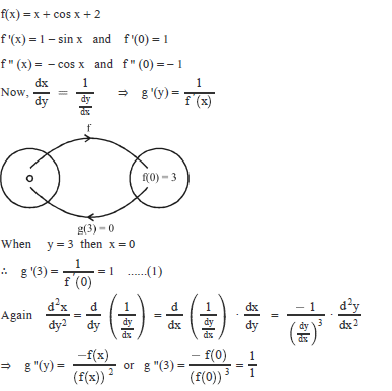 f(x) = x + cos x + 2
f '(x) = 1 – sin x and f '(0) = 1
f " (x) = – cos x and f " (0) = – 1
Now, dx/dy = 1/(dy/dx) ⇒ g '(y) = 1/f '(x)
f
0
f(0) = 3
g(3) = 0
When y = 3 then x = 0
∴ g '(3) = 1/f '(0) = 1 ......(1)
Again d²x/dy² = d/dy (1/(dy/dx)) = d/dx (1/(dy/dx)) · dx/dy = – 1/(dy/dx)³ · d²y/dx²
⇒ g "(y) = –f(x)/(f(x))² or g "(3) = – f(0)/(f(0))³ = 1/1